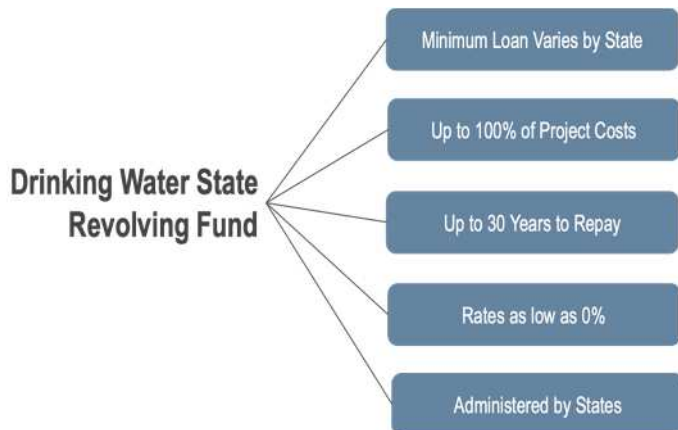 Drinking Water State
Revolving Fund
Minimum Loan Varies by State
Up to 100% of Project Costs
Up to 30 Years to Repay
Rates as low as 0%
Administered by States